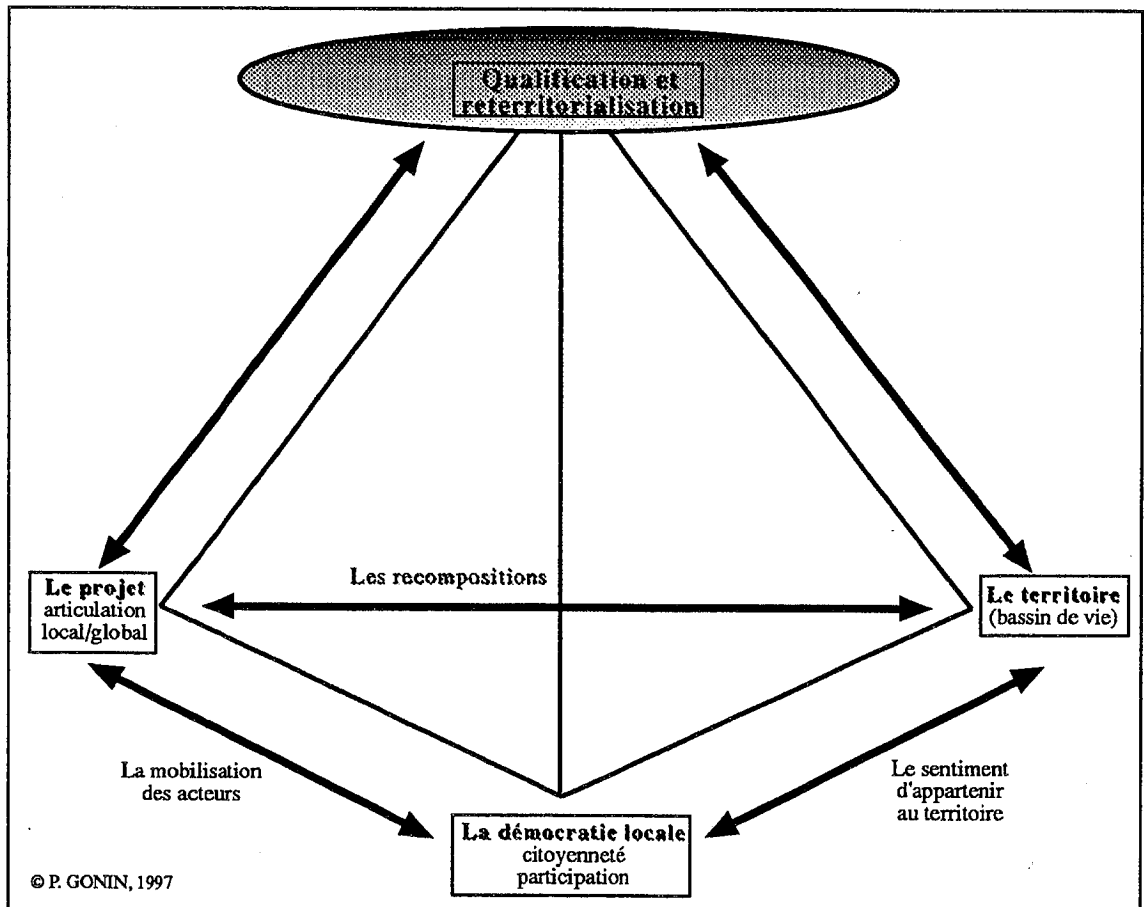 Qualification et
reterritorialisation
Les recompositions
Le projet
articulation
local/global
Le territoire
(bassin de vie)
La mobilisation
des acteurs
Le sentiment
d'appartenir
au territoire
La démocratie locale
citoyenneté
participation
© P. GONIN, 1997